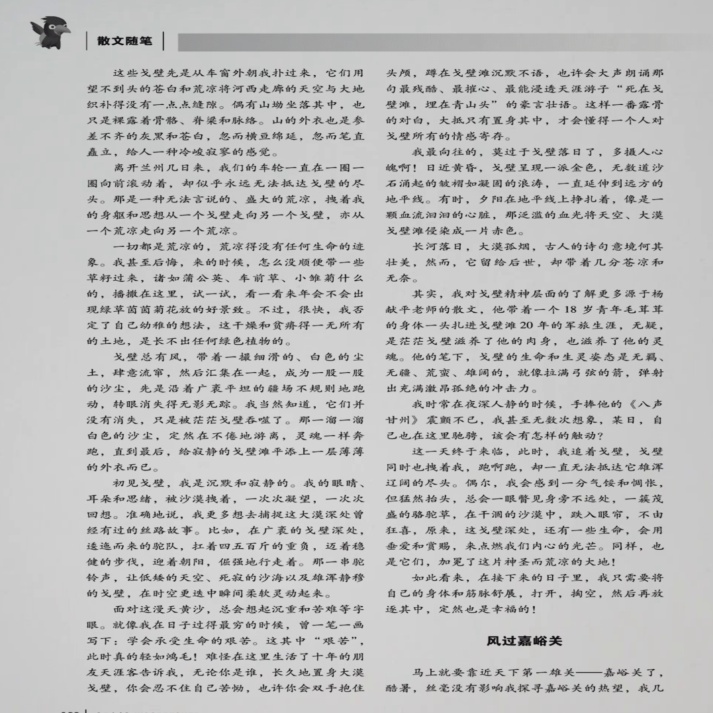 散文随笔
这些戈壁先是从车窗外朝我扑过来，它们用
望不到头的苍白和荒凉将河西走廊的天空与大地
织补得没有一点点缝隙。偶有山坳坐落其中，也
只是裸露着骨骼、脊梁和脉络。山的外衣也是参
差不齐的灰黑和苍白，忽而横亘绵延，忽而笔直
矗立，给人一种冷峻寂寥的感觉。
离开兰州几日来，我们的车轮一直在一圈一
圈向前滚动着，却似乎永远无法抵达戈壁的尽
头。那是一种无法言说的、盛大的荒凉，拽着我
的身躯和思想从一个戈壁走向另一个戈壁，亦从
一个荒凉走向另一个荒凉。
一切都是荒凉的，荒凉得没有任何生命的迹
象。我甚至后悔，来的时候，怎么没顺便带一些
草籽过来，诸如蒲公英、车前草、小雏菊什么
的，播撒在这里，试一试，看一看来年会不会出
现绿草茵茵菊花放的好景致。不过，很快，我否
定了自己幼稚的想法，这干燥和贫瘠得一无所有
的土地，是长不出任何绿色植物的。
戈壁总有风，带着一撮细滑的、白色的尘
土，肆意流窜，然后汇集在一起，成为一股一股
的沙尘，先是沿着广袤平坦的疆场不规则地跑
动，转眼消失得无影无踪。我当然知道，它们并
没有消失，只是被茫茫戈壁吞噬了。那一溜一溜
白色的沙尘，定然在不倦地游离，灵魂一样奔
跑，直到最后，给寂静的戈壁滩平添上一层薄薄
的外衣而已。
初见戈壁，我是沉默和寂静的。我的眼睛、
耳朵和思绪，被沙漠拽着，一次次凝望，一次次
回想。准确地说，我更多想去捕捉这大漠深处曾
经有过的丝路故事。比如，在广袤的戈壁深处，
逶迤而来的驼队，扛着四五百斤的重负，迈着稳
健的步伐，迎着朝阳，倔强地行走着。那一串驼
铃声，让低矮的天空、死寂的沙海以及雄浑静穆
的戈壁，在时空更迭中瞬间柔软灵动起来。
面对这漫天黄沙，总会想起沉重和苦难等字
眼。就像我在日子过得最穷的时候，曾一笔一画
写下：学会承受生命的艰苦。这其中“艰苦”，
此时真的轻如鸿毛！难怪在这里生活了十年的朋
友天涯客告诉我，无论你是谁，长久地置身大漠
戈壁，你会忍不住自己苦恸，也许你会双手抱住
头颅，蹲在戈壁滩沉默不语，也许会大声朗诵那
句最残酷、最摧心、最能浸透天涯游子“死在戈
壁滩，埋在青山头”的豪言壮语。这样一番露骨
的对白，大抵只有置身其中，才会懂得一个人对
戈壁所有的情感寄存。
我最向往的，莫过于戈壁落日了，多摄人心
魄啊！日近黄昏，戈壁呈现一派金色，无数道沙
石涌起的皱褶如凝固的浪涛，一直延伸到远方的
地平线。有时，夕阳在地平线上挣扎着，像是一
颗血流汩汩的心脏，那泛滥的血光将天空、大漠
戈壁滩侵染成一片赤色。
长河落日，大漠孤烟，古人的诗句意境何其
壮美，然而，它留给后世，却带着几分苍凉和
无奈。
其实，我对戈壁精神层面的了解更多源于杨
献平老师的散文，他带着一个 18 岁青年毛茸茸
的身体一头扎进戈壁滩 20 年的军旅生涯，无疑，
是茫茫戈壁滋养了他的肉身，也滋养了他的灵
魂。他的笔下，戈壁的生命和生灵姿态是无羁、
无疆、荒蛮、雄阔的，就像拉满弓弦的箭，弹射
出充满激昂孤绝的冲击力。
我时常在夜深人静的时候，手捧他的《八声
甘州》震颤不已，我甚至无数次想象，某日，自
己也在这里驰骋，该会有怎样的触动？
这一天终于来临，此时，我追着戈壁，戈壁
同时也拽着我，跑啊跑，却一直无法抵达它雄浑
辽阔的尽头。偶尔，我会感到一分气馁和惆怅，
但猛然抬头，总会一眼瞥见身旁不远处，一簇茂
盛的骆驼草，在干涸的沙漠中，跌入眼帘，不由
狂喜，原来，这戈壁深处，还有一些生命，会用
垂爱和赏赐，来点燃我们内心的光芒。同样，也
是它们，加冕了这片神圣而荒凉的大地！
如此看来，在接下来的日子里，我只需要将
自己的身体和筋脉舒展，打开，掏空，然后再放
逐其中，定然也是幸福的！
风过嘉峪关
马上就要靠近天下第一雄关——嘉峪关了，
酷暑，丝毫没有影响我探寻嘉峪关的热望，我几